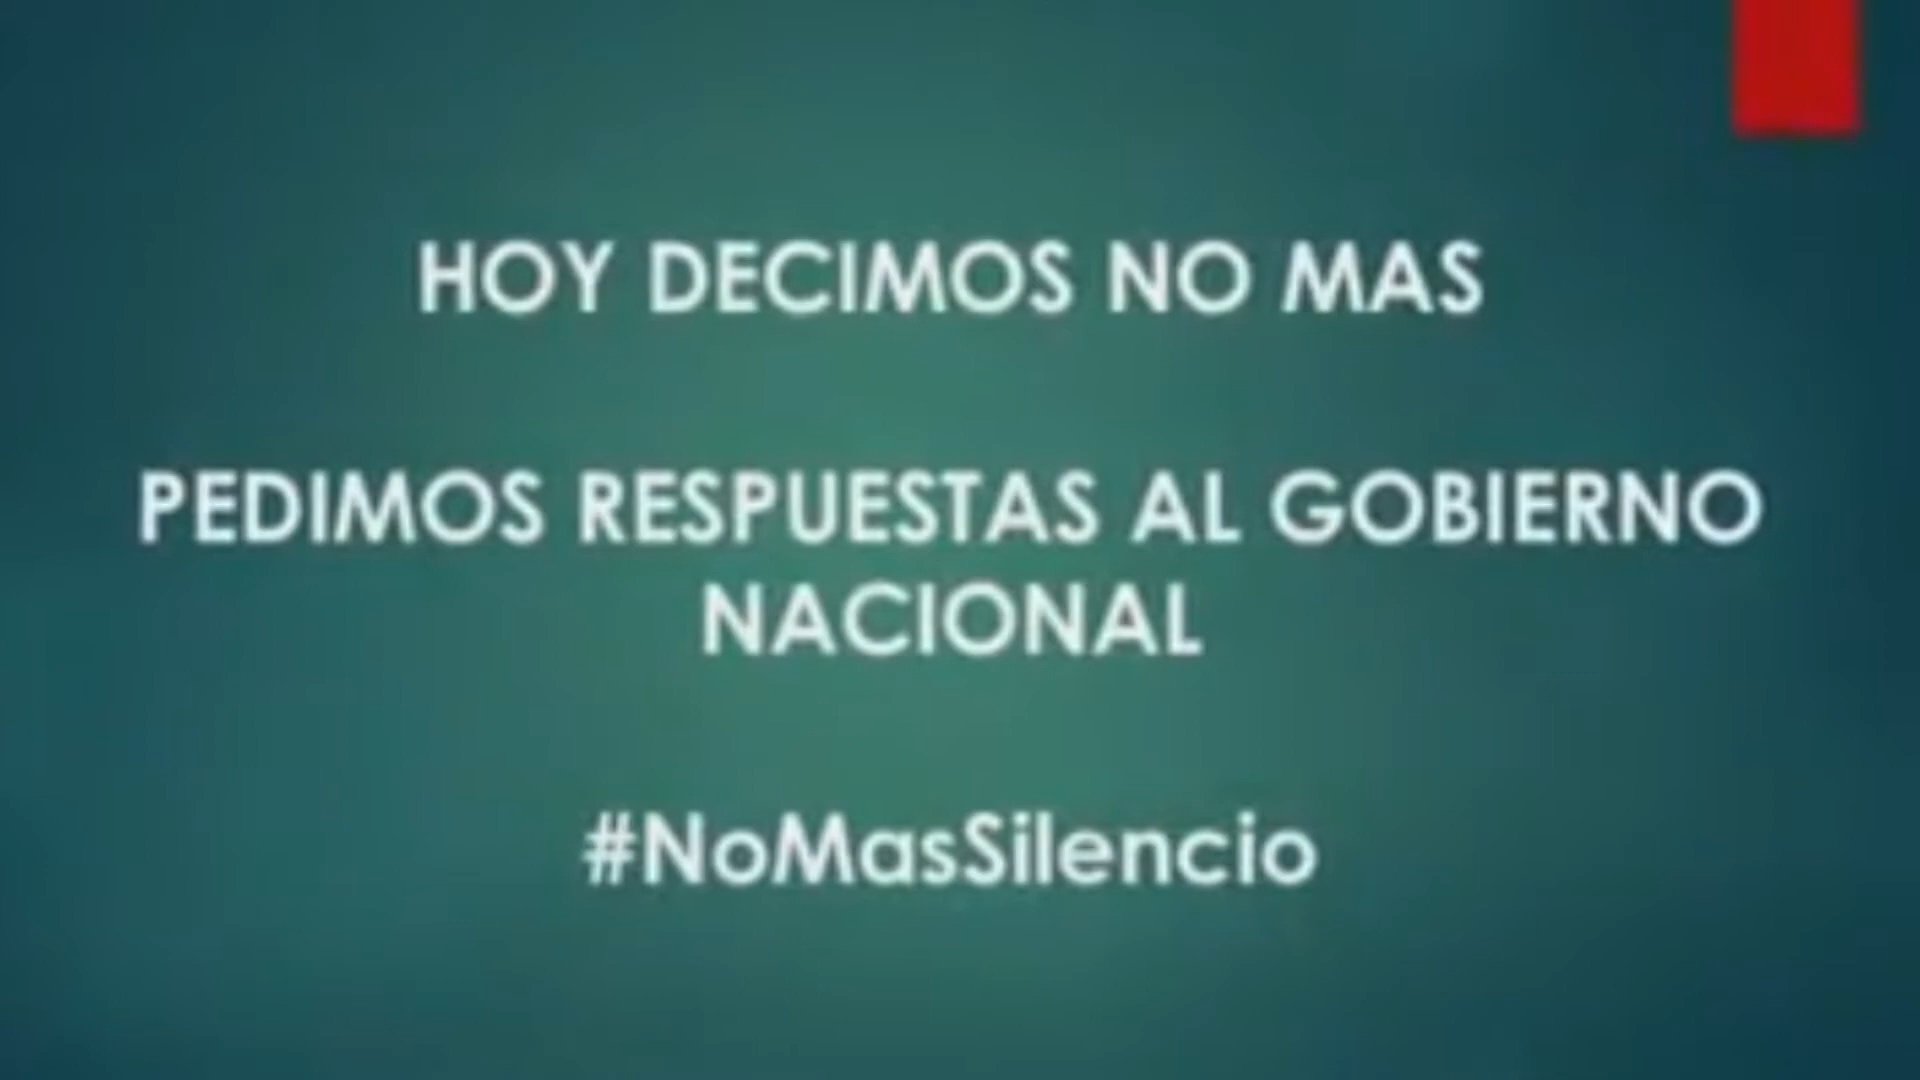 HOY DECIMOS NO MAS
PEDIMOS RESPUESTAS AL GOBIERNO
NACIONAL
#NoMasSilencio